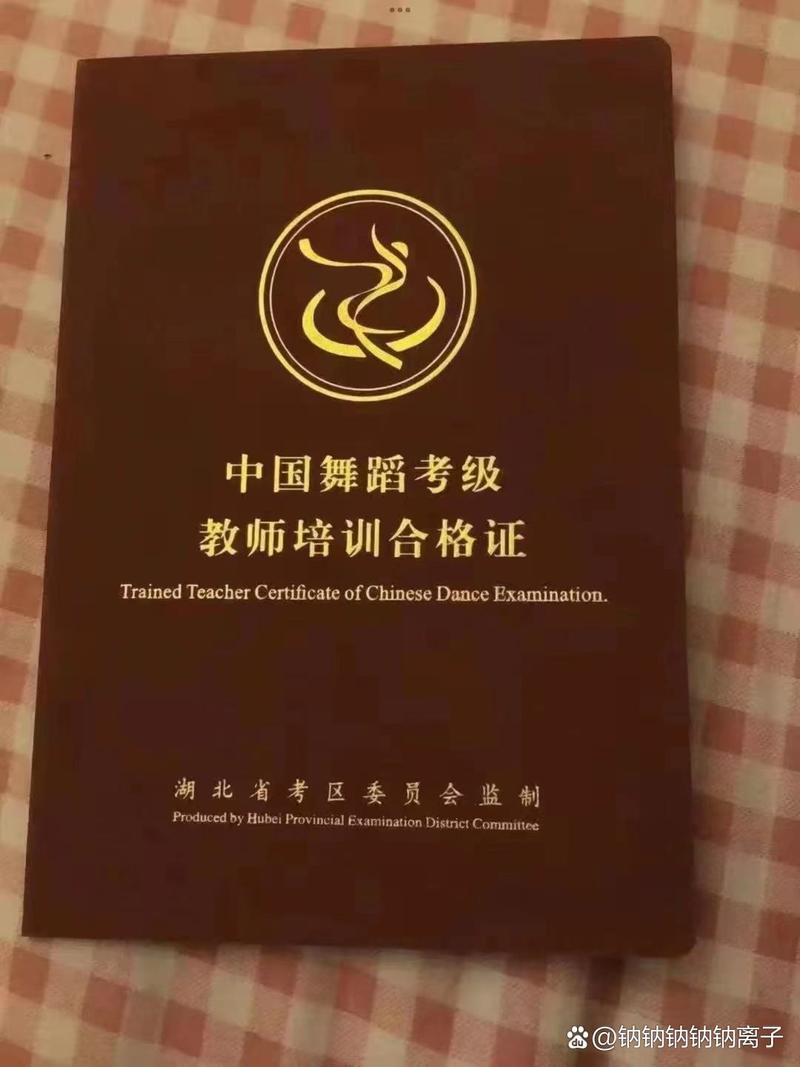 中国舞蹈考级
教师培训合格证
Trained Teacher Certificate of Chinese Dance Examination.
湖北省考区委员会监制
Produced by Hubei Provincial Examination District Committee
@钠钠钠钠钠离子